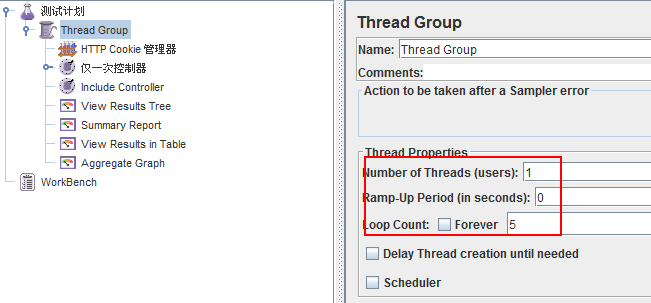 测试计划
Thread Group
HTTP Cookie 管理器
仅一次控制器
Include Controller
View Results Tree
Summary Report
View Results in Table
Aggregate Graph
WorkBench
Thread Group
Name: Thread Group
Comments:
Action to be taken after a Sampler error
Thread Properties
Number of Threads (users): 1
Ramp-Up Period (in seconds): 0
Loop Count: Forever 5
Delay Thread creation until needed
Scheduler